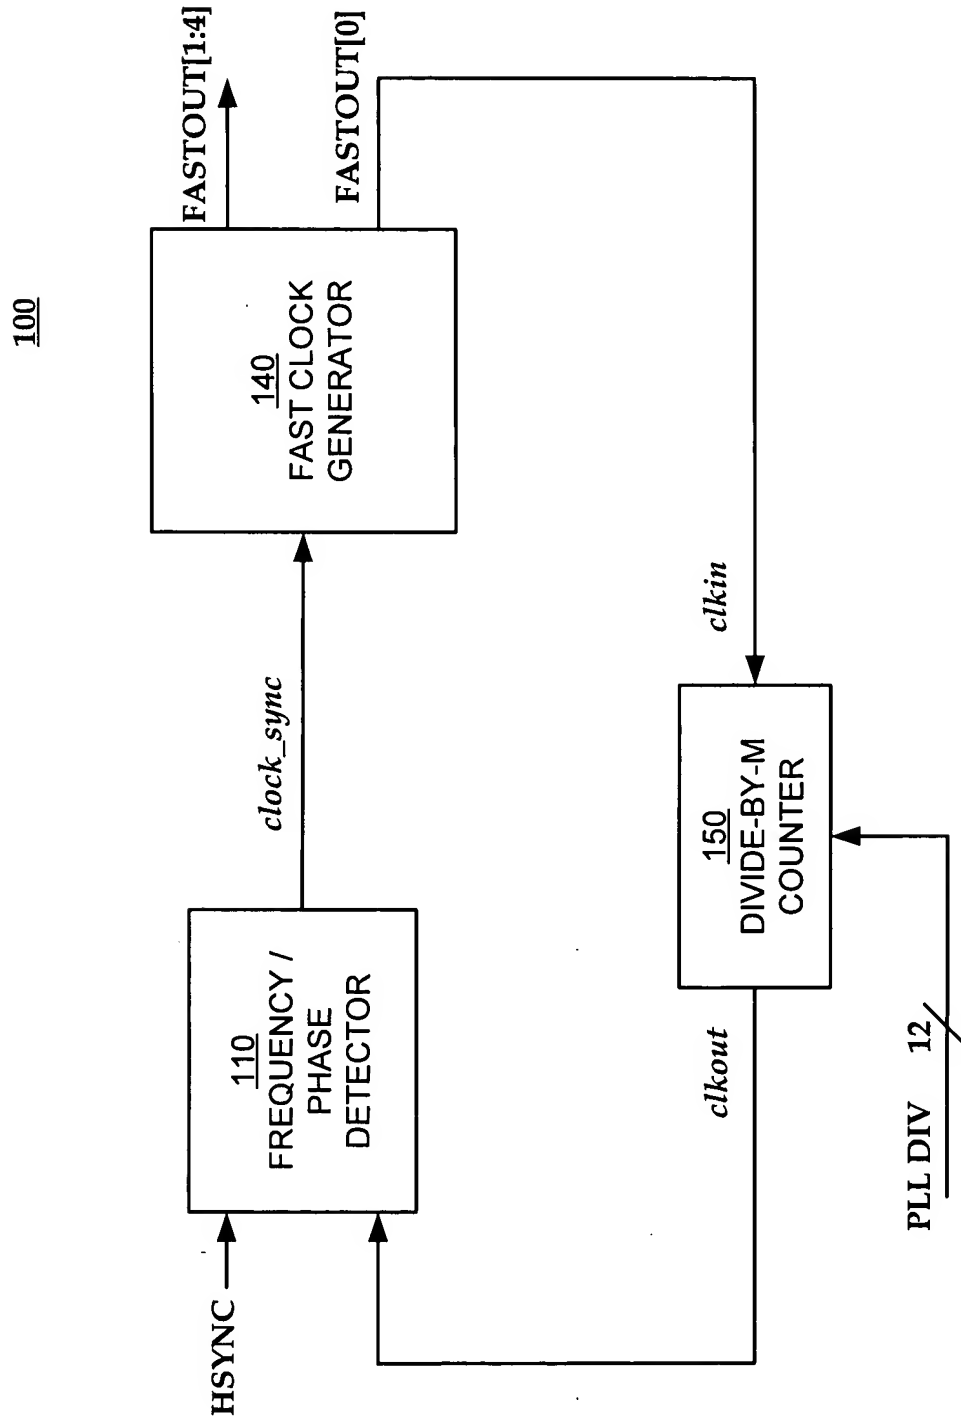 100
FASTOUT[1:4]
FASTOUT[0]
140
FAST CLOCK
GENERATOR
clock_sync
HSYNC
110
FREQUENCY /
PHASE
DETECTOR
clkin
150
DIVIDE-BY-M
COUNTER
clkout
PLL DIV 12